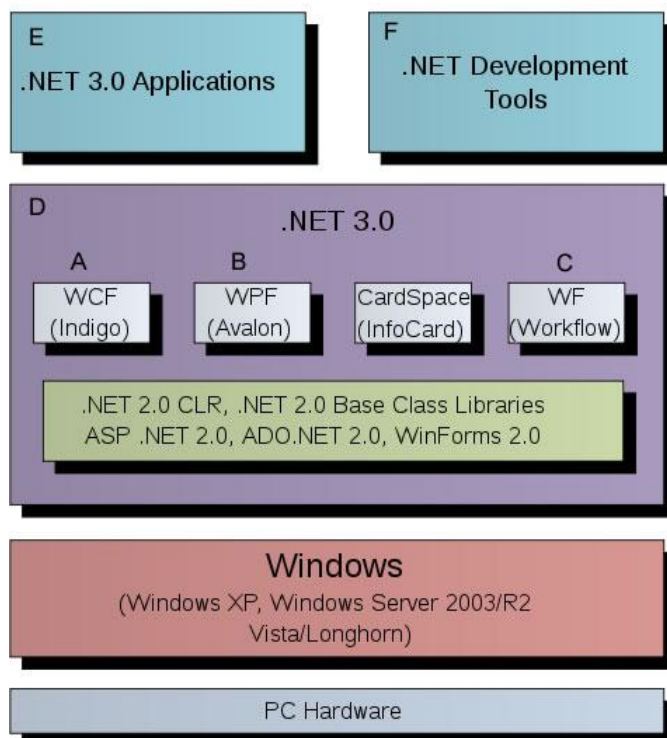 E
.NET 3.0 Applications
F
.NET Development
Tools
D
.NET 3.0
A
WCF
(Indigo)
B
WPF
(Avalon)
CardSpace
(InfoCard)
C
WF
(Workflow)
.NET 2.0 CLR, .NET 2.0 Base Class Libraries
ASP .NET 2.0, ADO.NET 2.0, WinForms 2.0
Windows
(Windows XP, Windows Server 2003/R2
Vista/Longhorn)
PC Hardware